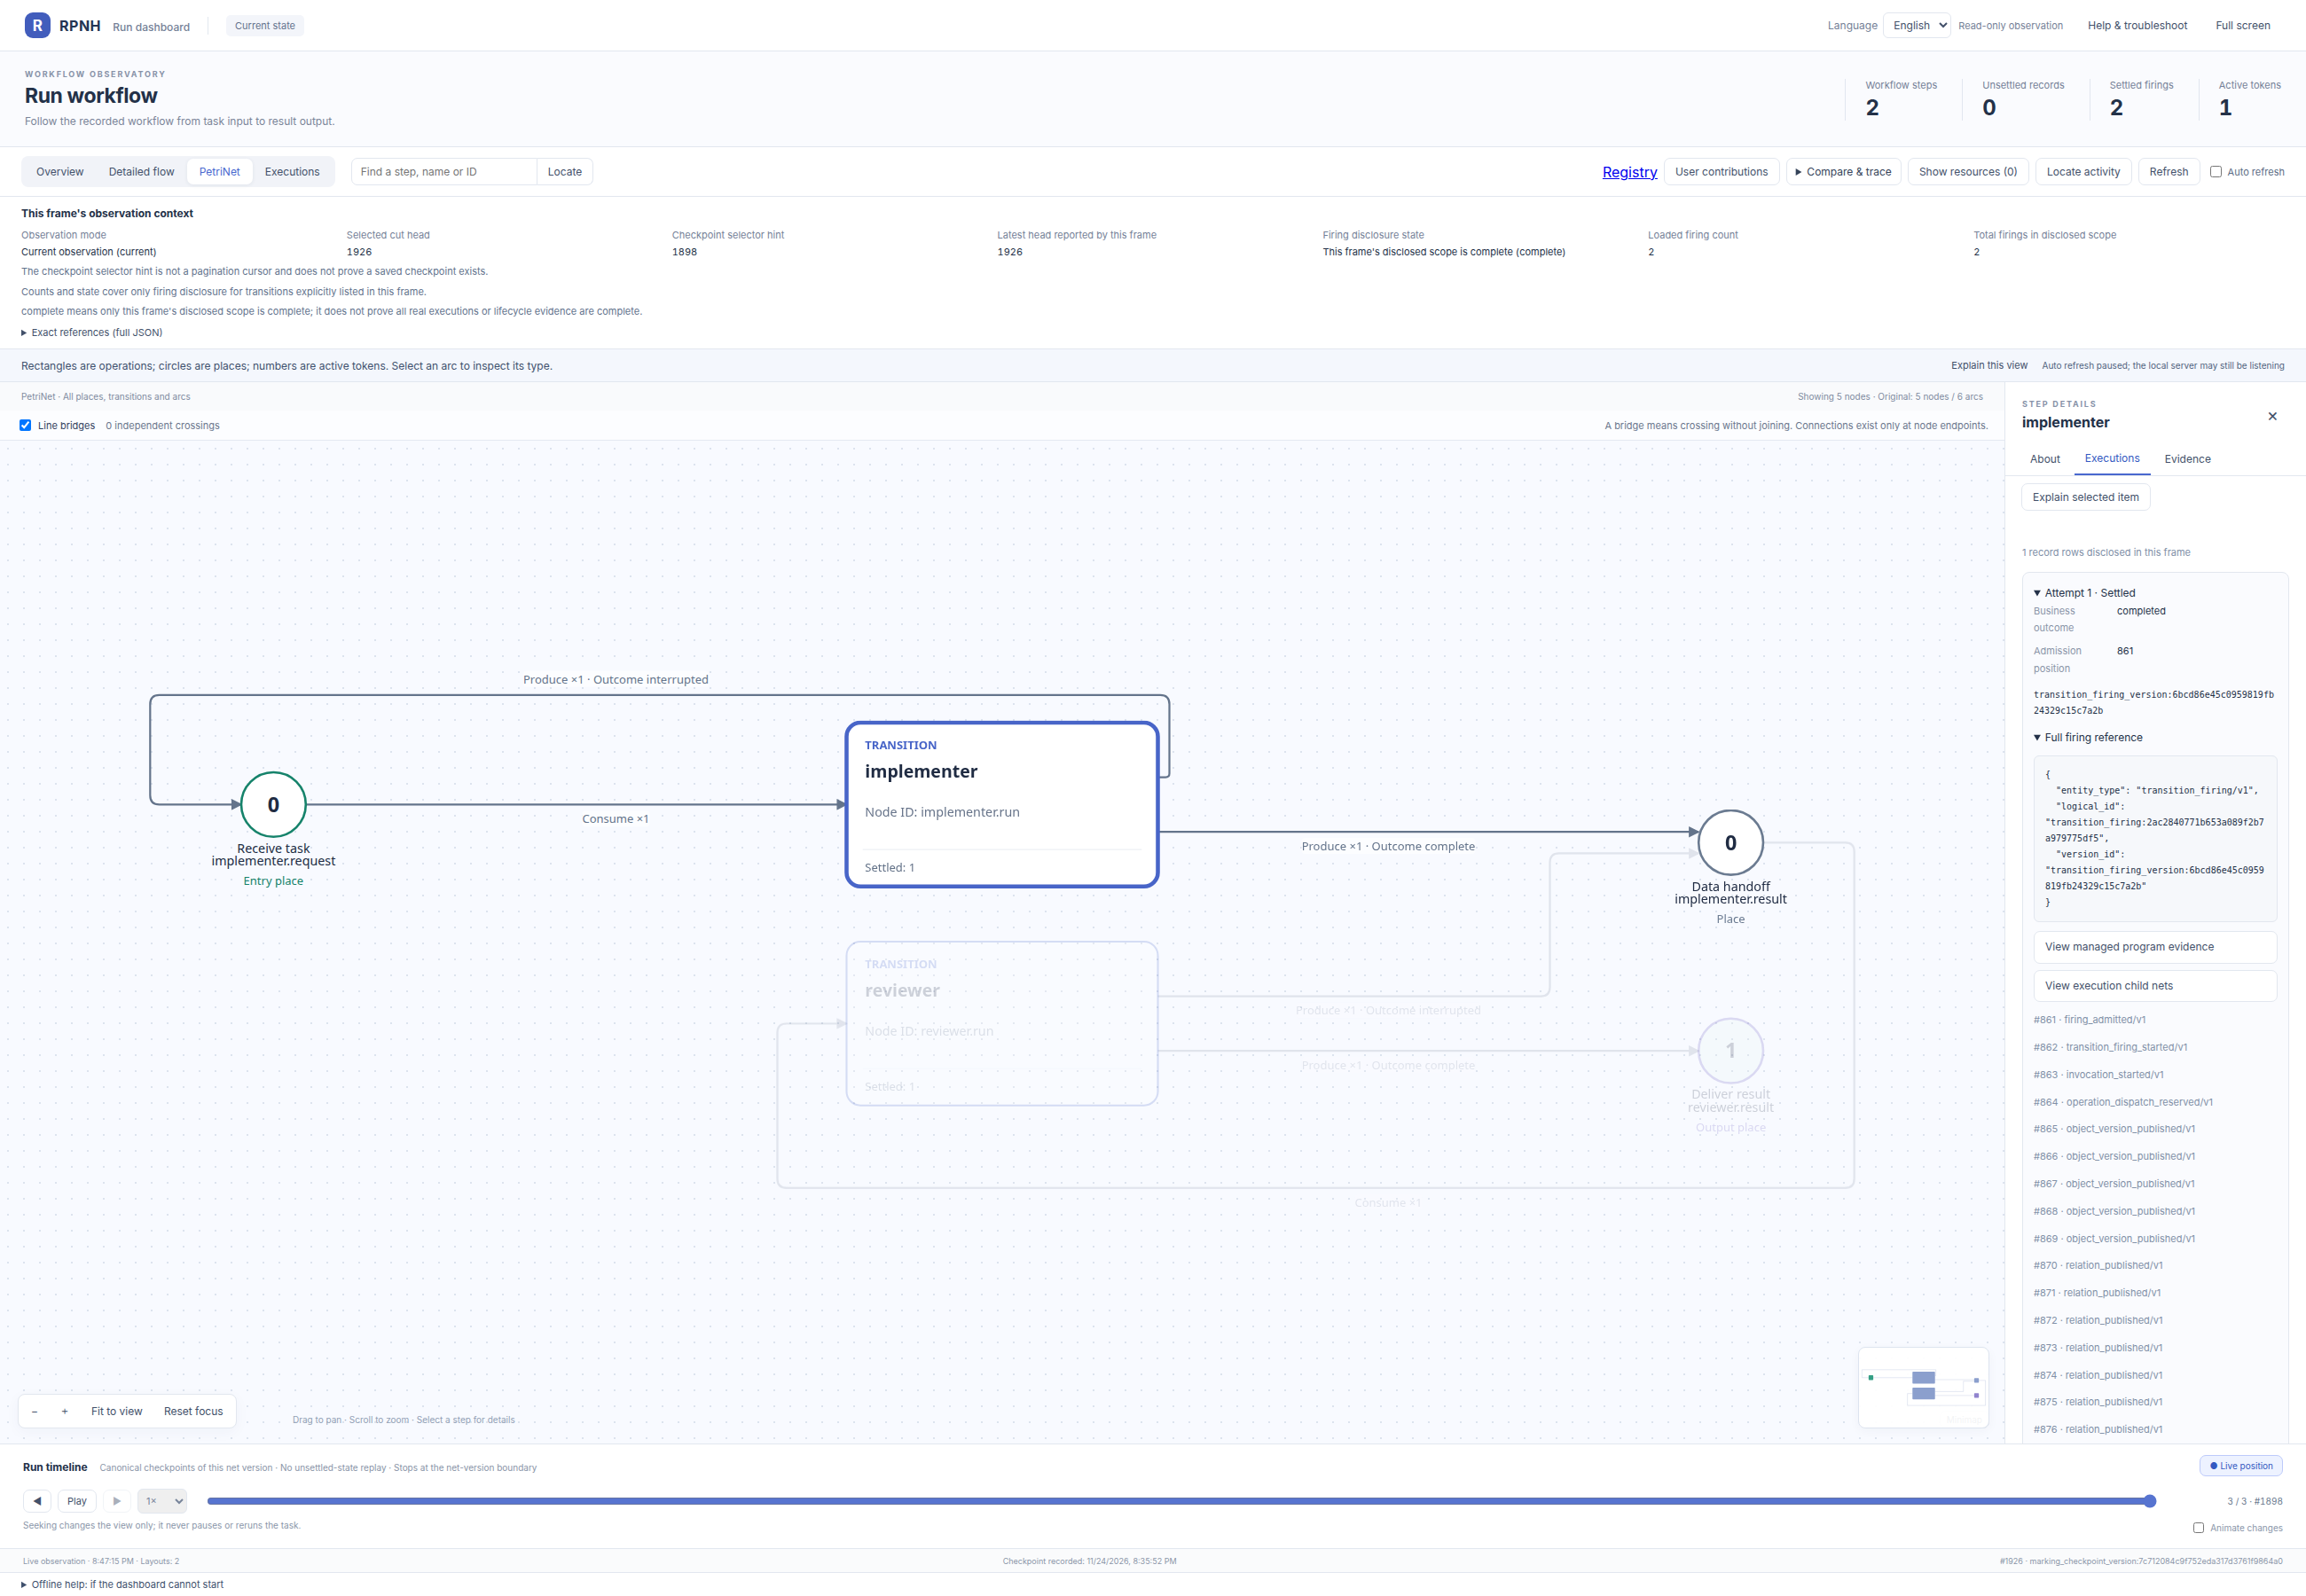 R RPNH Run dashboard Current state Language English Read-only observation Help & troubleshoot Full screen
WORKFLOW OBSERVATORY
Run workflow
Follow the recorded workflow from task input to result output.
Workflow steps Unsettled records Settled firings Active tokens
2 0 2 1
Overview Detailed flow PetriNet Executions Find a step, name or ID Locate Registry User contributions ▶ Compare & trace Show resources (0) Locate activity Refresh Auto refresh
This frame's observation context
Observation mode Selected cut head Checkpoint selector hint Latest head reported by this frame Firing disclosure state Loaded firing count Total firings in disclosed scope
Current observation (current) 1926 1898 1926 This frame's disclosed scope is complete (complete) 2 2
The checkpoint selector hint is not a pagination cursor and does not prove a saved checkpoint exists.
Counts and state cover only firing disclosure for transitions explicitly listed in this frame.
complete means only this frame's disclosed scope is complete; it does not prove all real executions or lifecycle evidence are complete.
▶ Exact references (full JSON)
Rectangles are operations; circles are places; numbers are active tokens. Select an arc to inspect its type. Explain this view Auto refresh paused; the local server may still be listening
PetriNet · All places, transitions and arcs Showing 5 nodes · Original: 5 nodes / 6 arcs
Line bridges 0 independent crossings A bridge means crossing without joining. Connections exist only at node endpoints.
Produce ×1 · Outcome interrupted
TRANSITION
implementer
Node ID: implementer.run
Settled: 1
0
Receive task
implementer.request
Entry place
Consume ×1
Produce ×1 · Outcome complete
0
Data handoff
implementer.result
Place
TRANSITION
reviewer
Node ID: reviewer.run
Settled: 1
Produce ×1 · Outcome interrupted
Produce ×1 · Outcome complete
1
Deliver result
reviewer.result
Output place
Consume ×1
− + Fit to view Reset focus Drag to pan · Scroll to zoom · Select a step for details
Minimap
STEP DETAILS
implementer ✕
About Executions Evidence
Explain selected item
1 record rows disclosed in this frame
▼ Attempt 1 · Settled
Business completed
outcome
Admission 861
position
transition_firing_version:6bcd86e45c0959819fb
24329c15c7a2b
▼ Full firing reference
{
"entity_type": "transition_firing/v1",
"logical_id":
"transition_firing:2ac2840771b653a089f2b7
a979775df5",
"version_id":
"transition_firing_version:6bcd86e45c0959
819fb24329c15c7a2b"
}
View managed program evidence
View execution child nets
#861 · firing_admitted/v1
#862 · transition_firing_started/v1
#863 · invocation_started/v1
#864 · operation_dispatch_reserved/v1
#865 · object_version_published/v1
#866 · object_version_published/v1
#867 · object_version_published/v1
#868 · object_version_published/v1
#869 · object_version_published/v1
#870 · relation_published/v1
#871 · relation_published/v1
#872 · relation_published/v1
#873 · relation_published/v1
#874 · relation_published/v1
#875 · relation_published/v1
#876 · relation_published/v1
Run timeline Canonical checkpoints of this net version · No unsettled-state replay · Stops at the net-version boundary Live position
◀ Play ▶ 1× 3 / 3 · #1898
Seeking changes the view only; it never pauses or reruns the task. Animate changes
Live observation · 8:47:15 PM · Layouts: 2 Checkpoint recorded: 11/24/2026, 8:35:52 PM #1926 · marking_checkpoint_version:7c712084c9f752eda317d3761f9864a0
▶ Offline help: if the dashboard cannot start